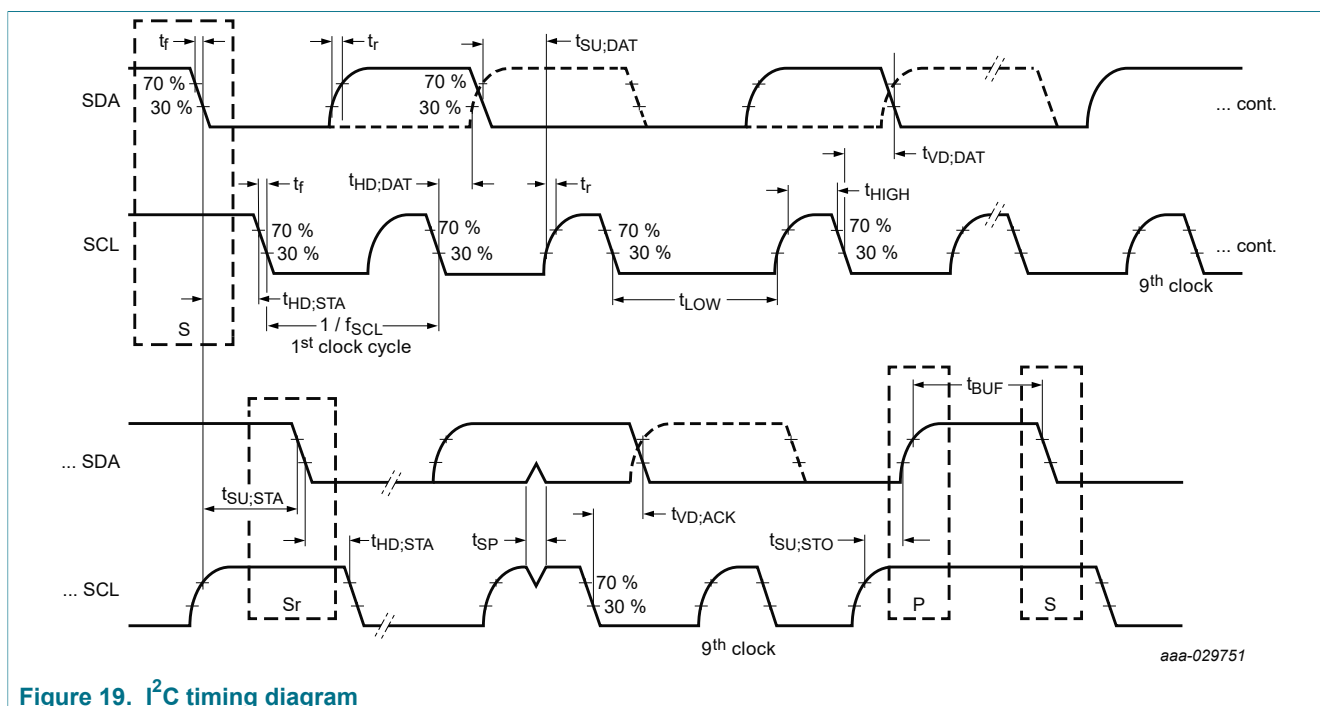 tf
tr
tSU;DAT
70 %
30 %
SDA
70 %
30 %
... cont.
tVD;DAT
tf
tHD;DAT
tr
tHIGH
SCL
70 %
30 %
70 %
30 %
70 %
30 %
70 %
30 %
... cont.
9th clock
tHD;STA
S
1 / fSCL
1st clock cycle
tLOW
tBUF
... SDA
tSU;STA
tHD;STA
tSP
tVD;ACK
tSU;STO
... SCL
70 %
30 %
Sr
P
S
9th clock
aaa-029751
Figure 19. I2C timing diagram